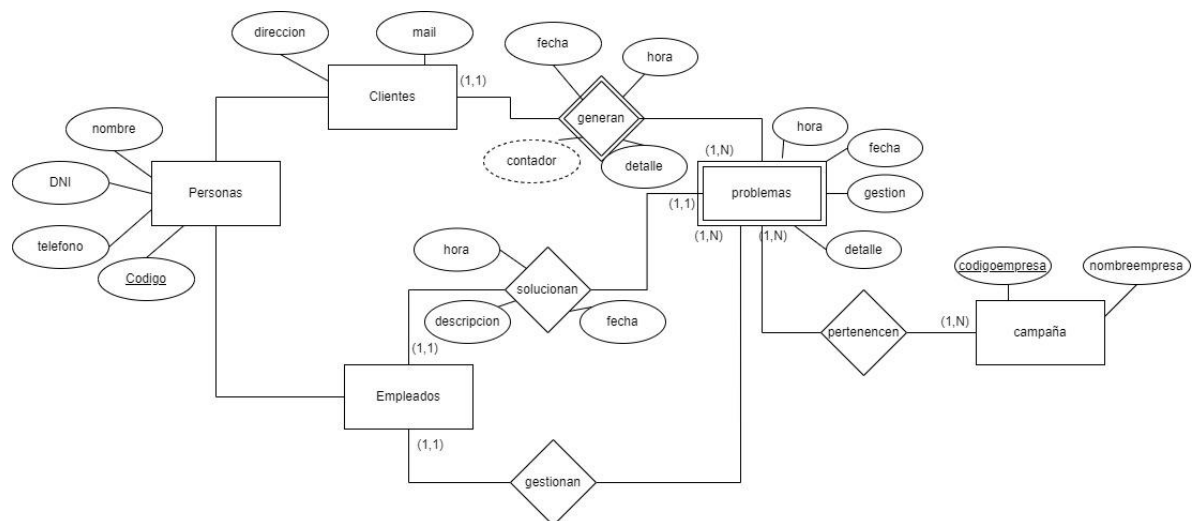 direccion
mail
fecha
hora
Clientes
(1,1)
generan
nombre
contador
detalle
(1,N)
hora
fecha
DNI
Personas
problemas
gestion
(1,1)
telefono
Codigo
hora
(1,N)
(1,N)
detalle
solucionan
codigoempresa
nombreempresa
descripcion
fecha
pertenencen
(1,N)
campaña
(1,1)
Empleados
(1,1)
gestionan